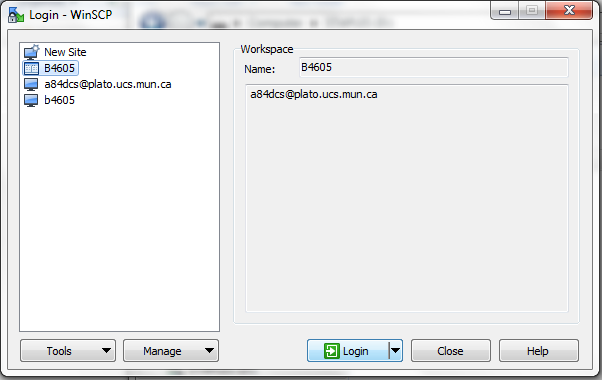 Login - WinSCP
New Site
B4605
a84dcs@plato.ucs.mun.ca
b4605
Workspace
Name: B4605
a84dcs@plato.ucs.mun.ca
Tools
Manage
Login
Close
Help